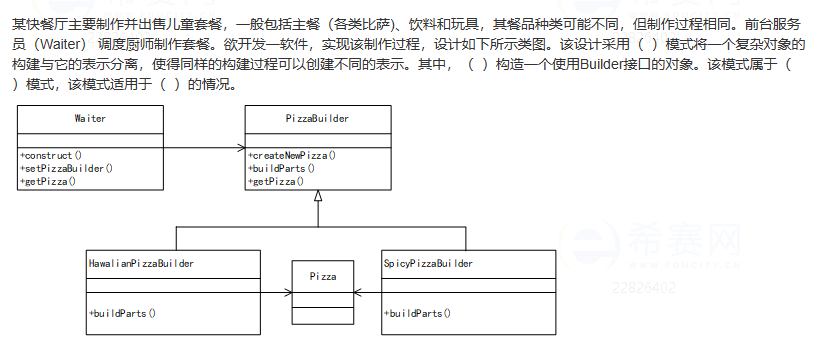 某快餐厅主要制作并出售儿童套餐，一般包括主餐（各类比萨）、饮料和玩具，其餐品种类可能不同，但制作过程相同。前台服务
员（Waiter） 调度厨师制作套餐。欲开发一软件，实现该制作过程，设计如下所示类图。该设计采用（ ）模式将一个复杂对象的
构建与它的表示分离，使得同样的构建过程可以创建不同的表示。其中，（ ）构造一个使用Builder接口的对象。该模式属于（
）模式，该模式适用于（ ）的情况。
Waiter
+construct()
+setPizzaBuilder()
+getPizza()
PizzaBuilder
+createNewPizza()
+buildParts()
+getPizza()
HawalianPizzaBuilder
+buildParts()
Pizza
SpicyPizzaBuilder
+buildParts()
希赛网
22826402